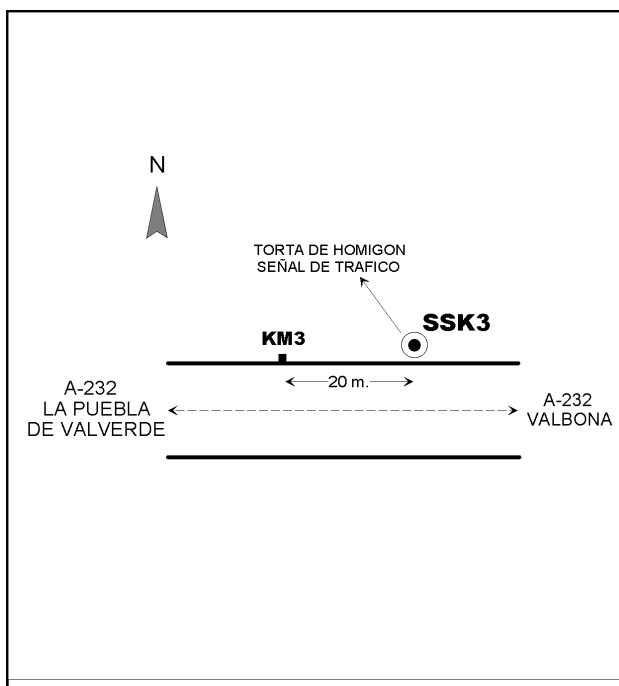 N
TORTA DE HOMIGON
SEÑAL DE TRAFICO
SSK3
KM3
20 m.
A-232
LA PUEBLA
DE VALVERDE
A-232
VALBONA